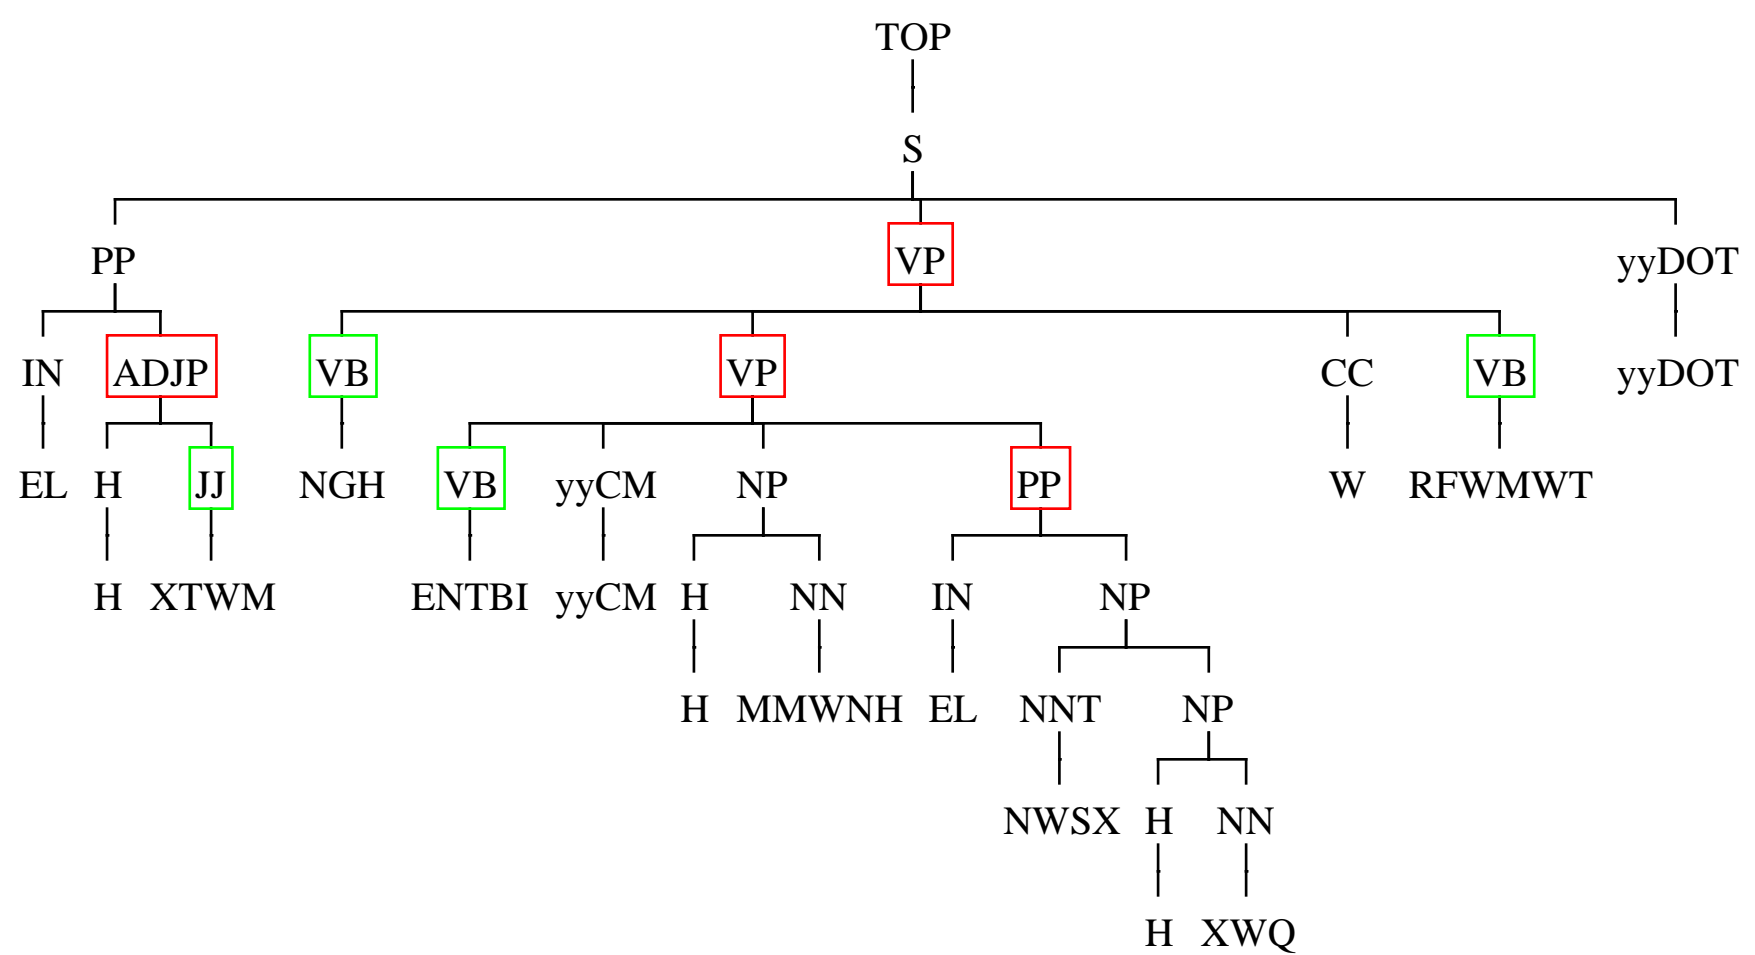 TOP
S
PP VP yyDOT
IN ADJP VB VP CC VB yyDOT
EL H JJ NGH VB yyCM NP PP W RFWMWT
H XTWM ENTBI yyCM H NN IN NP
H MMWNH EL NNT NP
NWSX H NN
H XWQ